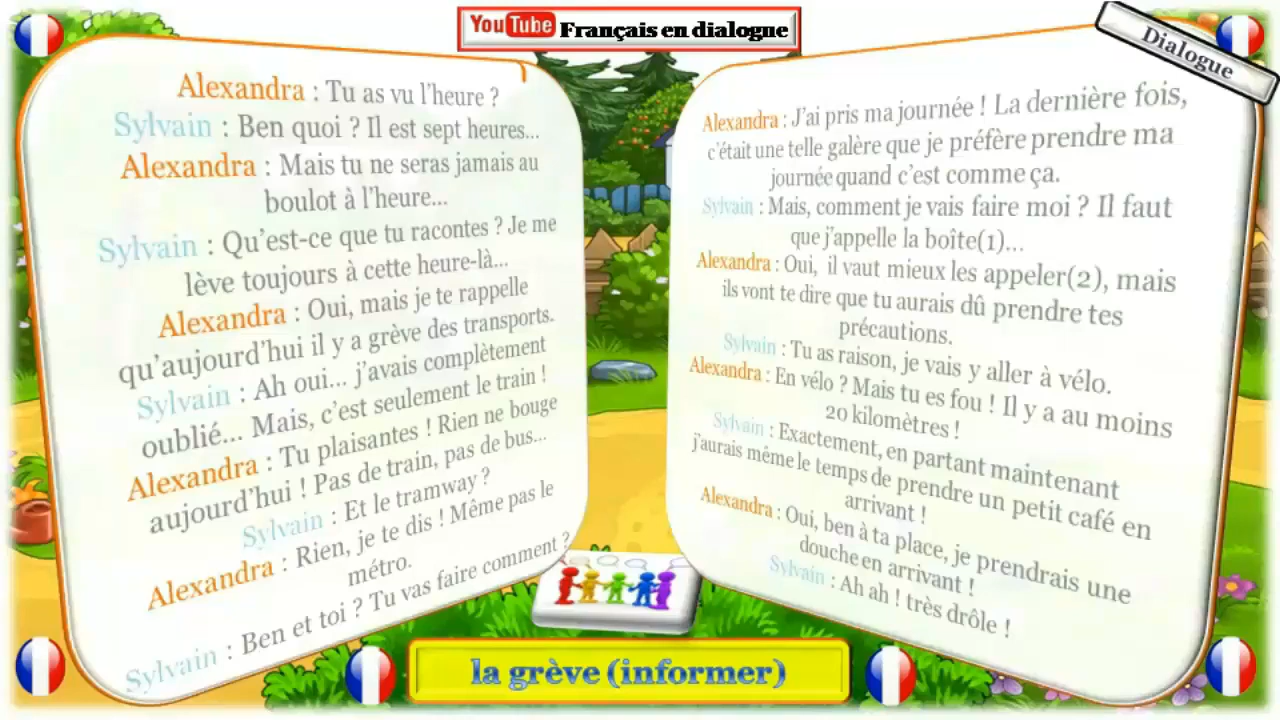 YouTube Français en dialogue
Dialogue
Alexandra : Tu as vu l'heure ?
Sylvain : Ben quoi ? Il est sept heures...
Alexandra : Mais tu ne seras jamais au
boulot à l'heure...
Sylvain : Qu'est-ce que tu racontes ? Je me
lève toujours à cette heure-là...
Alexandra : Oui, mais je te rappelle
qu'aujourd'hui il y a grève des transports.
Sylvain : Ah oui... j'avais complètement
oublié... Mais, c'est seulement le train !
Alexandra : Tu plaisantes ! Rien ne bouge
aujourd'hui ! Pas de train, pas de bus...
Sylvain : Et le tramway ?
Alexandra : Rien, je te dis ! Même pas le
métro.
Sylvain : Ben et toi ? Tu vas faire comment ?
Alexandra : J'ai pris ma journée ! La dernière fois,
c'était une telle galère que je préfère prendre ma
journée quand c'est comme ça.
Sylvain : Mais, comment je vais faire moi ? Il faut
que j'appelle la boîte(1)...
Alexandra : Oui, il vaut mieux les appeler(2), mais
ils vont te dire que tu aurais dû prendre tes
précautions.
Sylvain : Tu as raison, je vais y aller à vélo.
Alexandra : En vélo ? Mais tu es fou ! Il y a au moins
20 kilomètres !
Sylvain : Exactement, en partant maintenant
j'aurais même le temps de prendre un petit café en
arrivant !
Alexandra : Oui, ben à ta place, je prendrais une
douche en arrivant !
Sylvain : Ah ah ! très drôle !
la grève (informer)